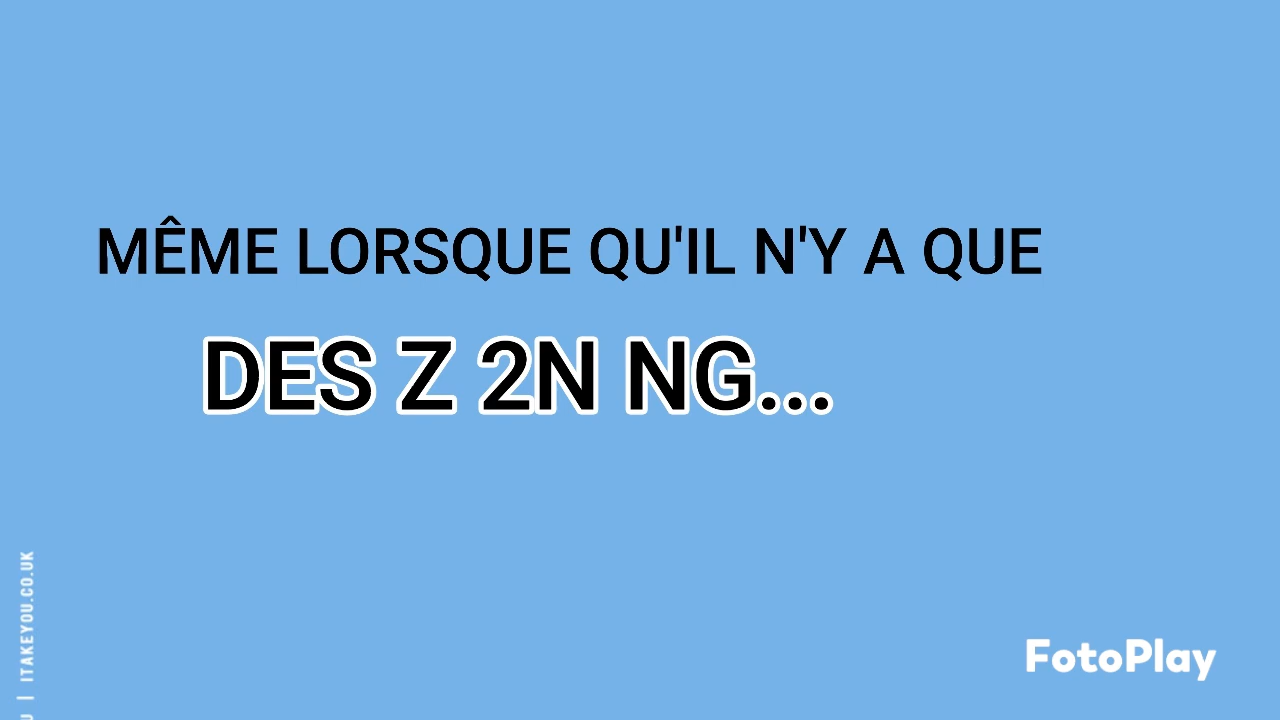 MÊME LORSQUE QU'IL N'Y A QUE
DES Z 2N NG...
| ITAKEYOU.CO.UK
FotoPlay